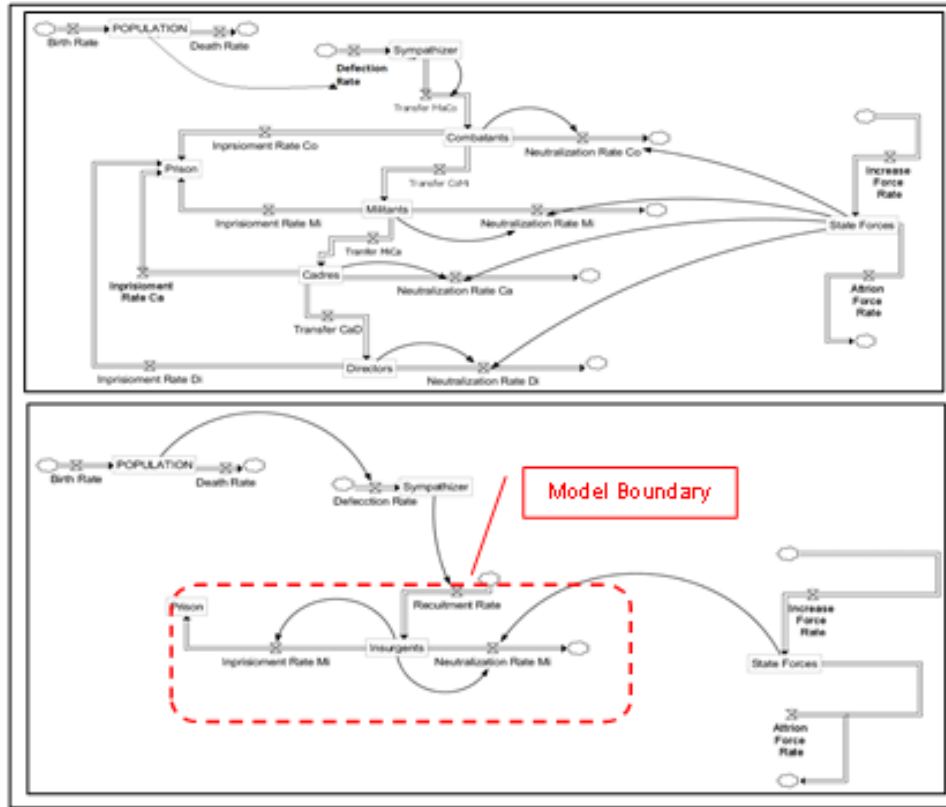 POPULATION
Birth Rate
Death Rate
Sympathizer
Defection
Rate
Transfer MaCo
Combatants
Inprisioment Rate Co
Neutralization Rate Co
Prison
Transfer CoMi
Increase
Force
Rate
Militants
Inprisioment Rate Mi
Neutralization Rate Mi
State Forces
Tranfer MiCa
Cadres
Inprisioment
Rate Ca
Neutralization Rate Ca
Attrion
Force
Rate
Transfer CaD
Directors
Inprisioment Rate Di
Neutralization Rate Di
POPULATION
Birth Rate
Death Rate
Sympathizer
Defecction Rate
Model Boundary
Prison
Recuitment Rate
Increase
Force
Rate
Insurgents
Inprisioment Rate Mi
Neutralization Rate Mi
State Forces
Attrion
Force
Rate